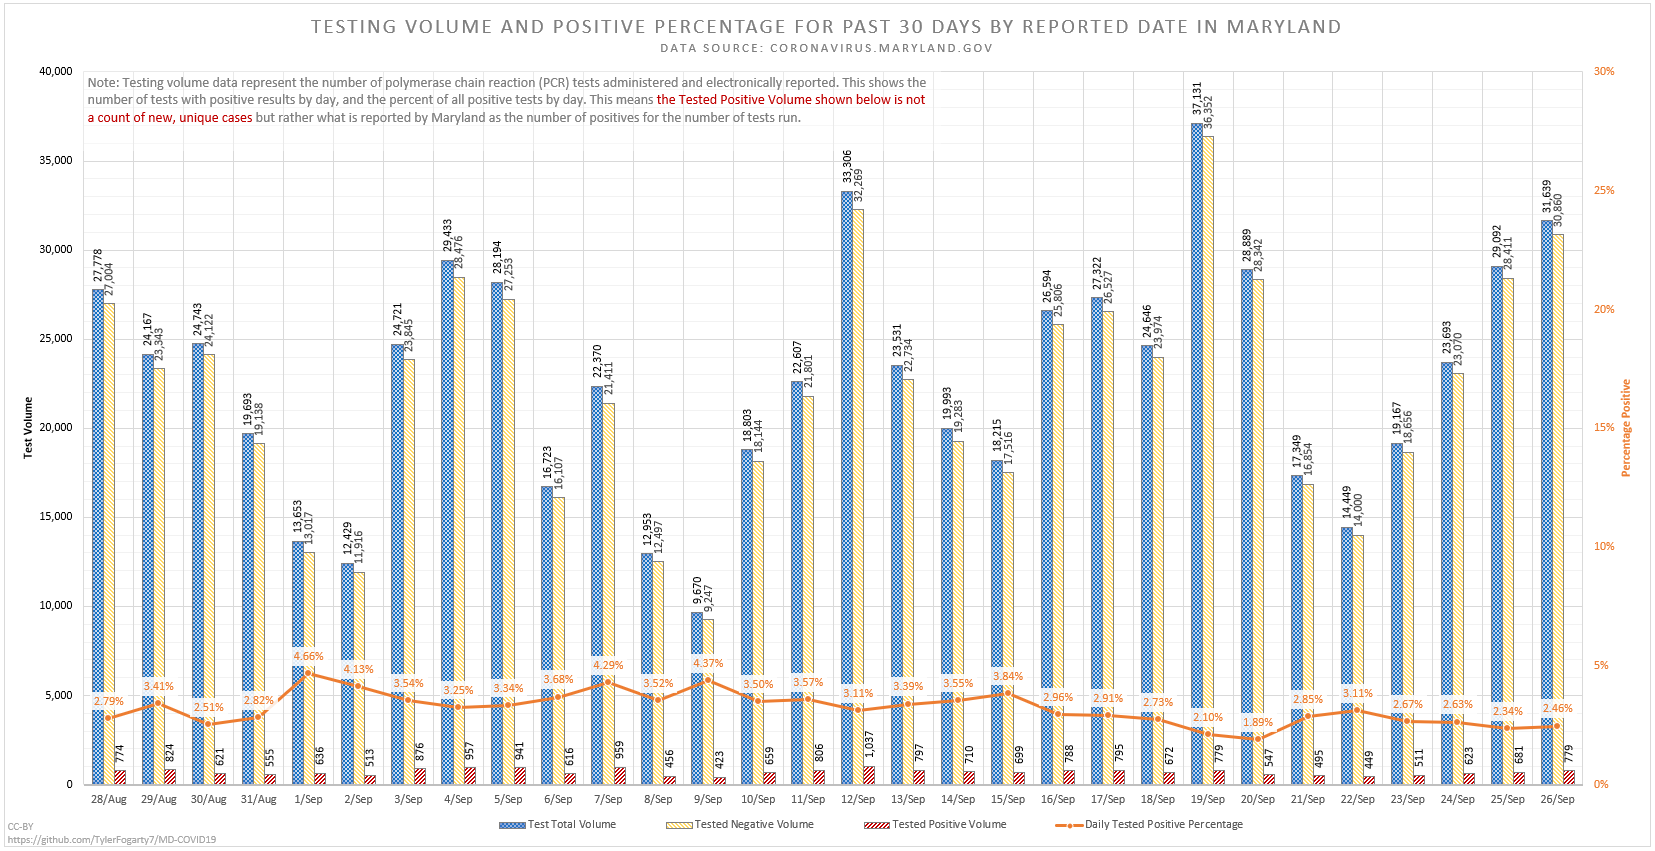 TESTING VOLUME AND POSITIVE PERCENTAGE FOR PAST 30 DAYS BY REPORTED DATE IN MARYLAND
DATA SOURCE: CORONAVIRUS.MARYLAND.GOV
Note: Testing volume data represent the number of polymerase chain reaction (PCR) tests administered and electronically reported. This shows the
number of tests with positive results by day, and the percent of all positive tests by day. This means the Tested Positive Volume shown below is not
a count of new, unique cases but rather what is reported by Maryland as the number of positives for the number of tests run.
Test Volume
40,000
35,000
30,000
25,000
20,000
15,000
10,000
5,000
0
27,778 24,167 24,743 19,693 13,653 12,429 24,721 29,433 28,194 16,723 22,370 12,953 9,670 18,803 22,607 33,306 23,531 19,993 18,215 26,594 27,322 24,646 37,131 28,889 17,349 14,449 19,167 23,693 29,092 31,639
27,004 23,343 24,122 19,138 13,017 11,916 23,845 28,476 27,253 16,107 21,411 12,497 9,247 18,144 21,801 32,269 22,734 19,283 17,516 25,806 26,527 23,974 36,352 28,342 16,854 14,000 18,656 23,070 28,411 30,860
2.79% 3.41% 2.51% 2.82% 4.66% 4.13% 3.54% 3.25% 3.34% 3.68% 4.29% 3.52% 4.37% 3.50% 3.57% 3.11% 3.39% 3.55% 3.84% 2.96% 2.91% 2.73% 2.10% 1.89% 2.85% 3.11% 2.67% 2.63% 2.34% 2.46%
774 824 621 555 636 513 876 957 941 616 959 456 423 659 806 1,037 797 710 699 788 795 672 779 547 495 449 511 623 681 779
28/Aug 29/Aug 30/Aug 31/Aug 1/Sep 2/Sep 3/Sep 4/Sep 5/Sep 6/Sep 7/Sep 8/Sep 9/Sep 10/Sep 11/Sep 12/Sep 13/Sep 14/Sep 15/Sep 16/Sep 17/Sep 18/Sep 19/Sep 20/Sep 21/Sep 22/Sep 23/Sep 24/Sep 25/Sep 26/Sep
30%
25%
20%
15%
10%
5%
0%
Percentage Positive
Test Total Volume Tested Negative Volume Tested Positive Volume Daily Tested Positive Percentage
CC-BY
https://github.com/TylerFogarty7/MD-COVID19